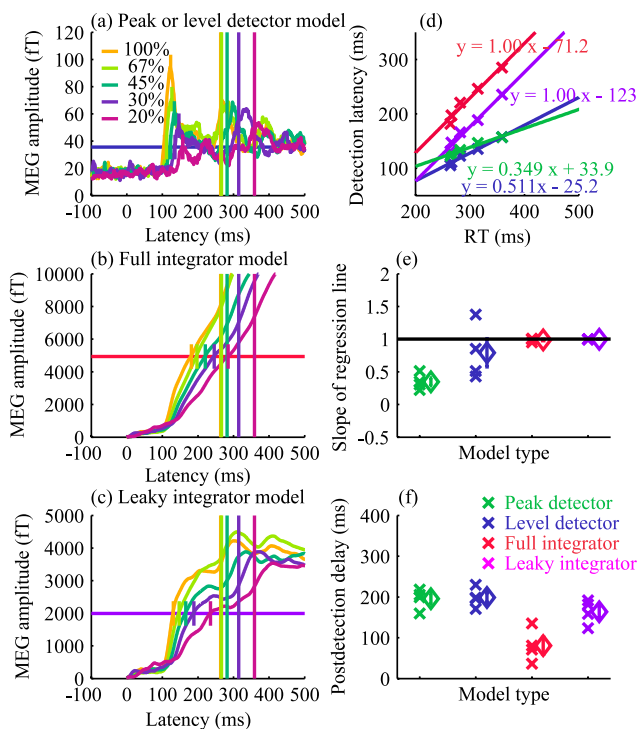 (a) Peak or level detector model
MEG amplitude (fT)
120
100
80
60
40
20
0
100%
67%
45%
30%
20%
-100 0 100 200 300 400 500
Latency (ms)
(b) Full integrator model
MEG amplitude (fT)
10000
8000
6000
4000
2000
0
-100 0 100 200 300 400 500
Latency (ms)
(c) Leaky integrator model
MEG amplitude (fT)
5000
4000
3000
2000
1000
0
-100 0 100 200 300 400 500
Latency (ms)
(d)
Detection latency (ms)
300
200
100
y = 1.00 x - 71.2
y = 1.00 x - 123
y = 0.349 x + 33.9
y = 0.511x - 25.2
200 300 400 500
RT (ms)
(e)
Slope of regression line
2
1.5
1
0.5
0
-0.5
Model type
(f)
Postdetection delay (ms)
400
300
200
100
0
Peak detector
Level detector
Full integrator
Leaky integrator
Model type